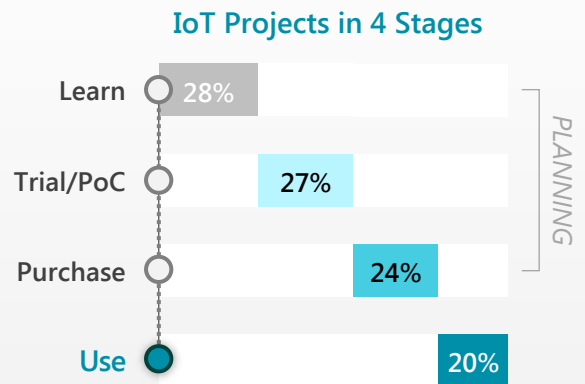 IoT Projects in 4 Stages
Learn 28%
Trial/PoC 27%
Purchase 24%
PLANNING
Use 20%